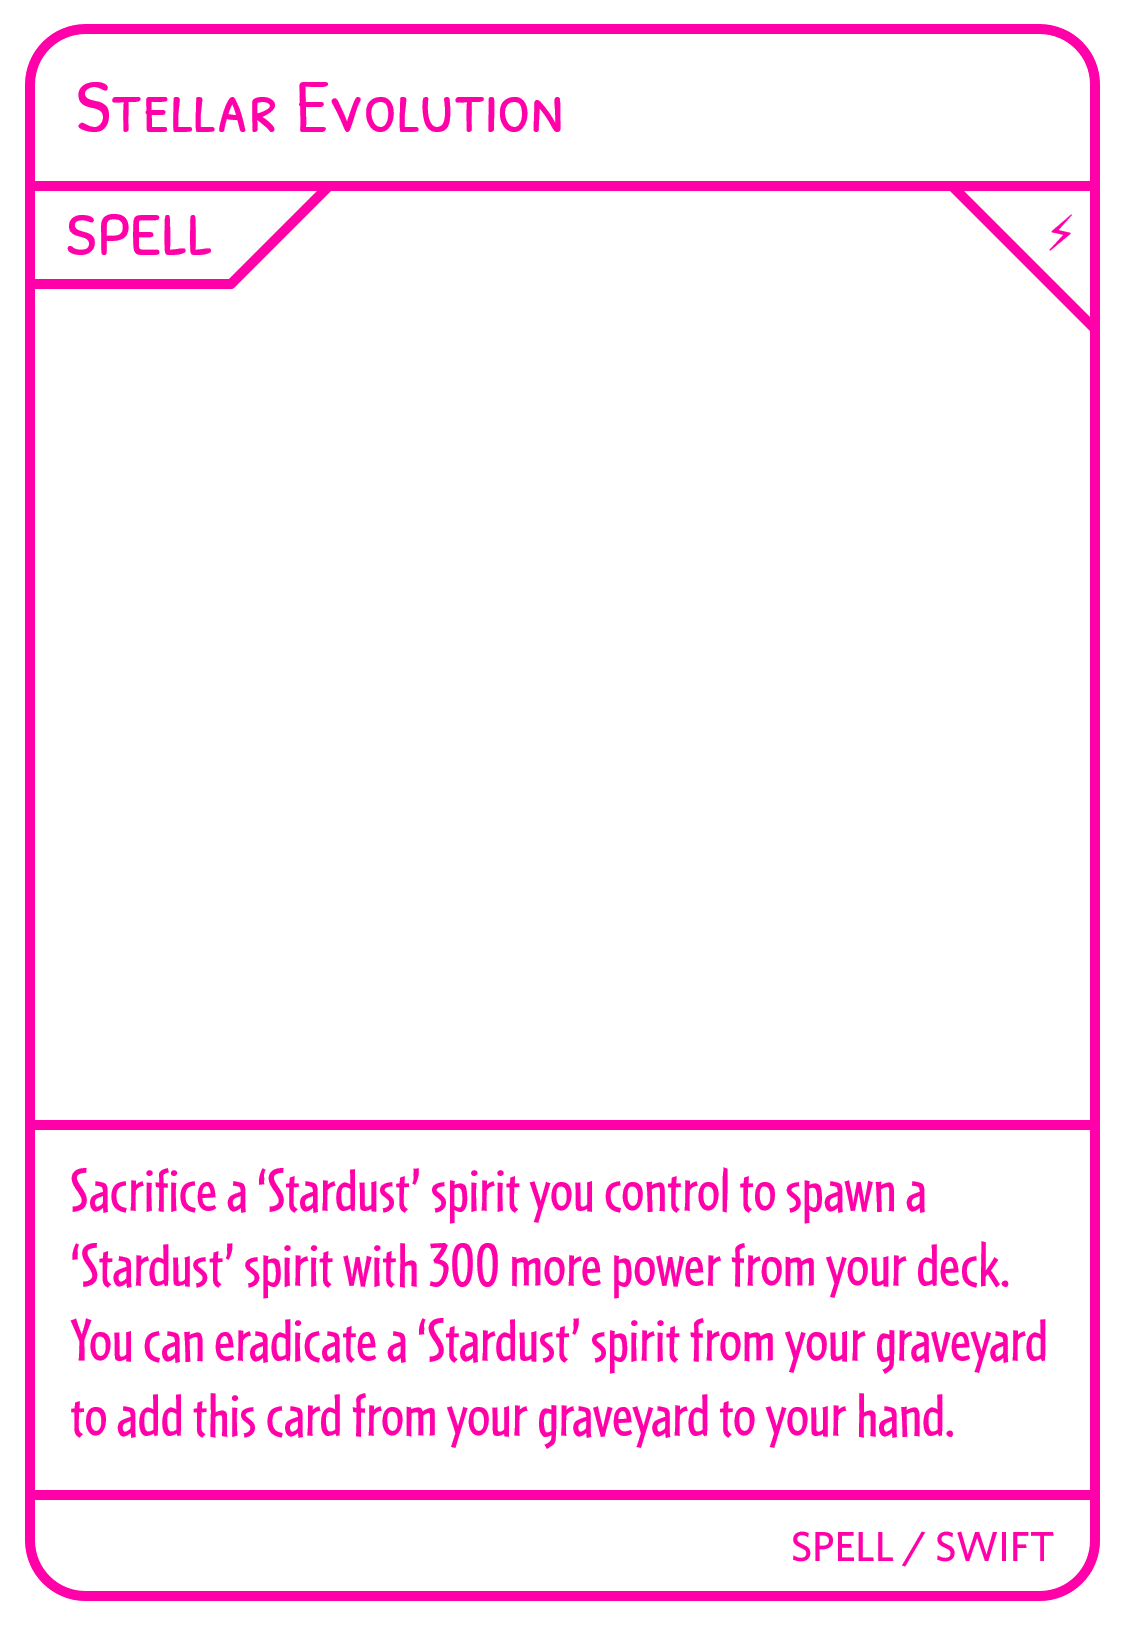 Stellar Evolution
SPELL
⚡
Sacrifice a ‘Stardust’ spirit you control to spawn a
‘Stardust’ spirit with 300 more power from your deck.
You can eradicate a ‘Stardust’ spirit from your graveyard
to add this card from your graveyard to your hand.
SPELL / SWIFT